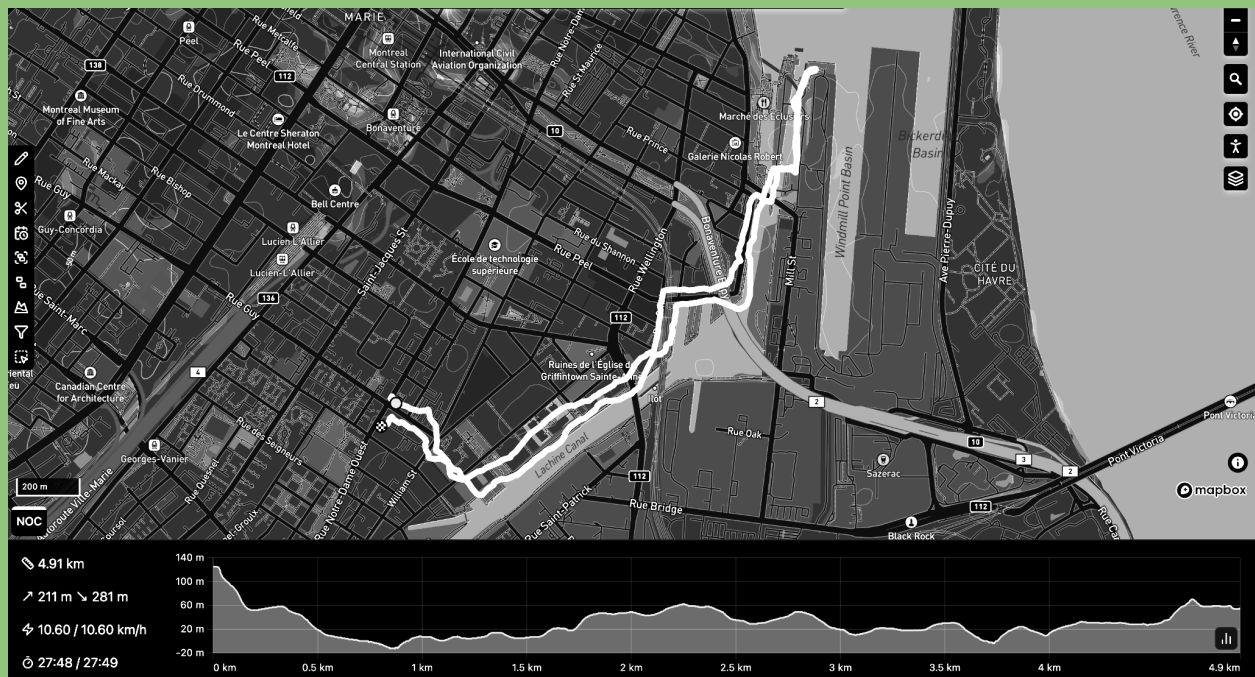 MARIE
Peel
Rue Metcalfe
Rue Peel
138
112
Montreal
Central Station
International Civil
Aviation Organization
Rue St Maurice
Rue Drummond
Montreal Museum
of Fine Arts
Le Centre Sheraton
Montreal Hotel
Bonaventure
10
Rue Prince
Marché des Éclusiers
Galerie Nicolas Robert
Bickerdike
Basin
Windmill Point Basin
Rue Mackay
Rue Bishop
Rue Guy
Guy-Concordia
50 m
Bell Centre
Lucien-L'Allier
Lucien-L'Allier
Saint-Jacques St
École de technologie
supérieure
Rue du Shannon
Rue Peel
Rue Wellington
Mill St
Ave Pierre-Dupuy
CITÉ DU
HAVRE
136
Rue Guy
112
Rue Saint-Marc
4
Canadian Centre
for Architecture
Ruines de l'Église
Griffintown Sainte-Anne
2
Georges-Vanier
Rue des Seigneurs
Rue Quesnel
Rue Notre-Dame Ouest
William St
Lachine Canal
Rue Oak
10
3
2
Sazerac
Pont Victoria
Pont Victoria
200 m
Autoroute Ville-Marie
NOC
Rue Saint-Patrick
112
Rue Bridge
112
Black Rock
mapbox
4.91 km
↗ 211 m ↘ 281 m
10.60 / 10.60 km/h
27:48 / 27:49
140 m
100 m
60 m
20 m
-20 m
0 km 0.5 km 1 km 1.5 km 2 km 2.5 km 3 km 3.5 km 4 km 4.9 km